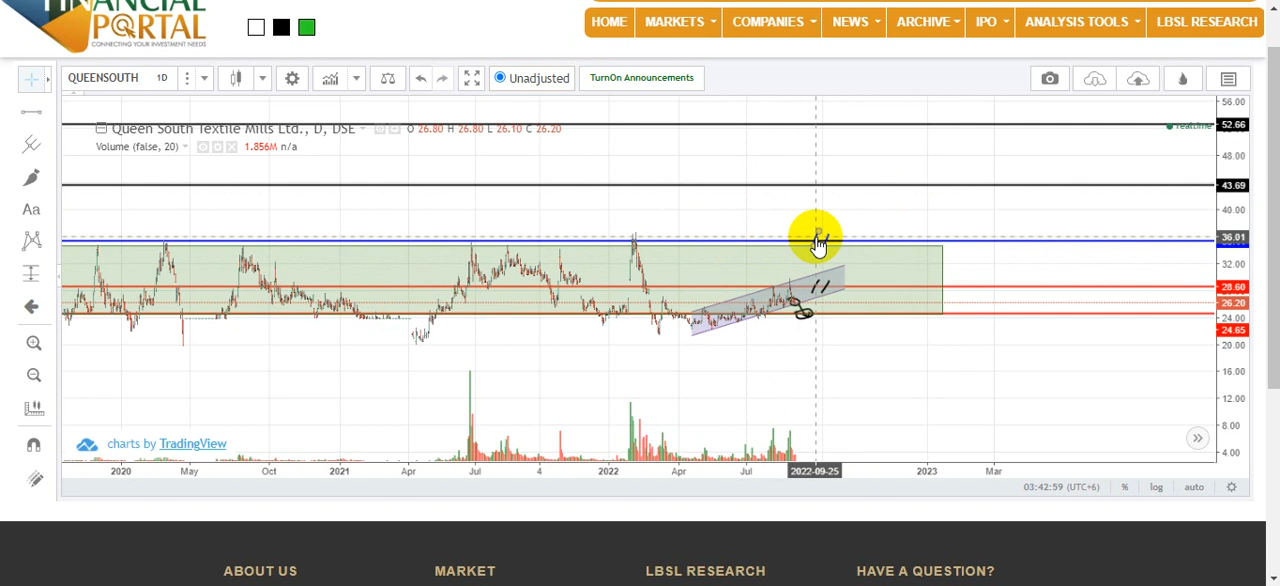 FINANCIAL
PORTAL
CONNECTING YOUR INVESTMENT NEEDS
HOME MARKETS COMPANIES NEWS ARCHIVE IPO ANALYSIS TOOLS LBSL RESEARCH
QUEENSOUTH 1D Unadjusted TurnOn Announcements
Queen South Textile Mills Ltd., D, DSE O 26.80 H 26.80 L 26.10 C 26.20
Volume (false, 20) 1.856M n/a
realtime
Aa
56.00
52.66
48.00
43.69
40.00
36.01
32.00
28.60
26.20
24.00
24.65
20.00
16.00
12.00
8.00
4.00
charts by TradingView
2020 May Oct 2021 Apr Jul 4 2022 Apr Jul 2022-09-25 2023 Mar
03:42:59 (UTC+6) % log auto
ABOUT US MARKET LBSL RESEARCH HAVE A QUESTION?